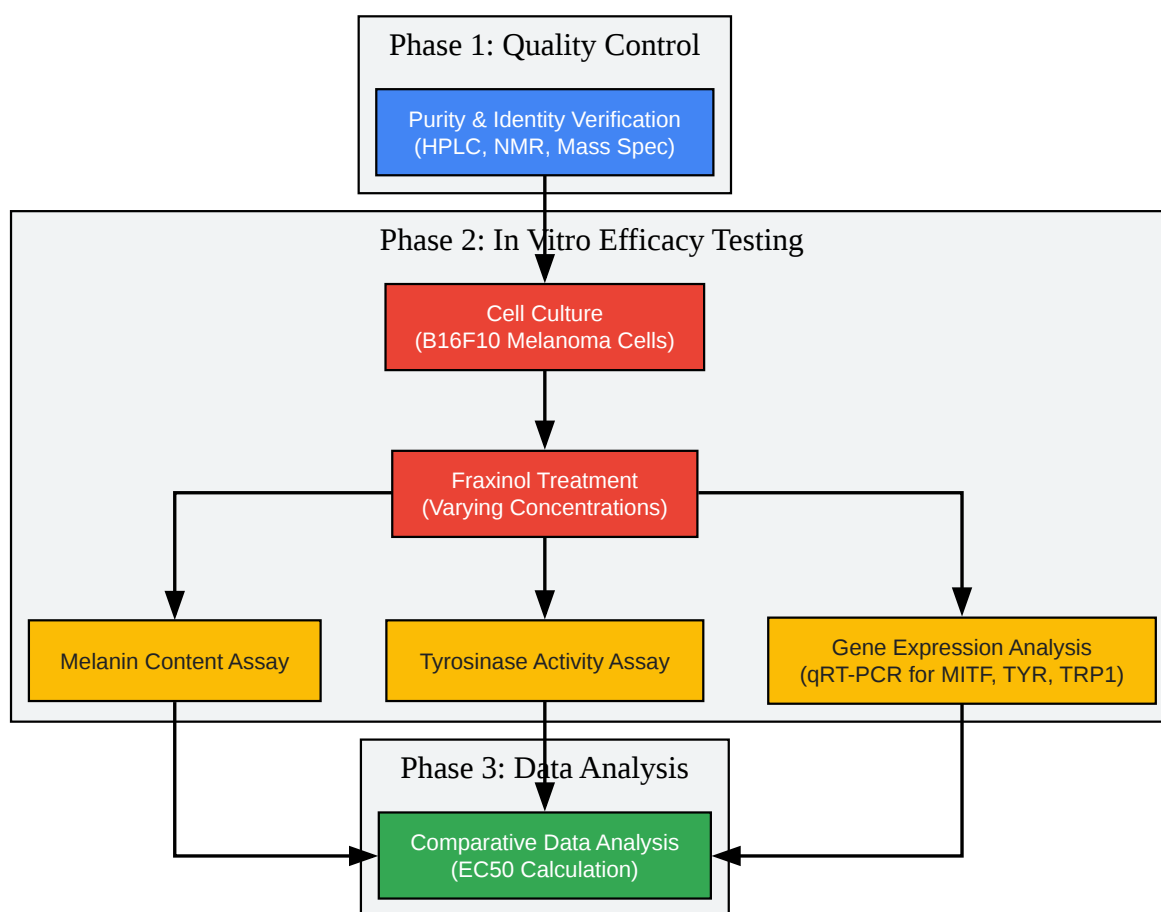 Phase 1: Quality Control
Purity & Identity Verification
(HPLC, NMR, Mass Spec)
Phase 2: In Vitro Efficacy Testing
Cell Culture
(B16F10 Melanoma Cells)
Fraxinol Treatment
(Varying Concentrations)
Melanin Content Assay
Tyrosinase Activity Assay
Gene Expression Analysis
(qRT-PCR for MITF, TYR, TRP1)
Phase 3: Data Analysis
Comparative Data Analysis
(EC50 Calculation)